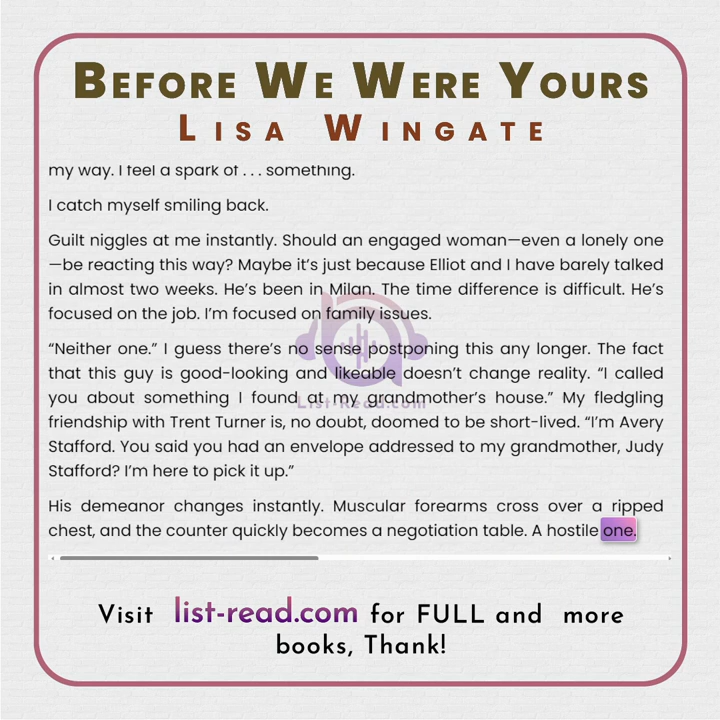 BEFORE WE WERE YOURS
LISA WINGATE
my way. I feel a spark of . . . something.
I catch myself smiling back.
Guilt niggles at me instantly. Should an engaged woman—even a lonely one
—be reacting this way? Maybe it’s just because Elliot and I have barely talked
in almost two weeks. He’s been in Milan. The time difference is difficult. He’s
focused on the job. I’m focused on family issues.
“Neither one.” I guess there’s no sense postponing this any longer. The fact
that this guy is good-looking and likeable doesn’t change reality. “I called
you about something I found at my grandmother’s house.” My fledgling
friendship with Trent Turner is, no doubt, doomed to be short-lived. “I’m Avery
Stafford. You said you had an envelope addressed to my grandmother, Judy
Stafford? I’m here to pick it up.”
His demeanor changes instantly. Muscular forearms cross over a ripped
chest, and the counter quickly becomes a negotiation table. A hostile one.
List-Read.com
Visit list-read.com for FULL and more
books, Thank!